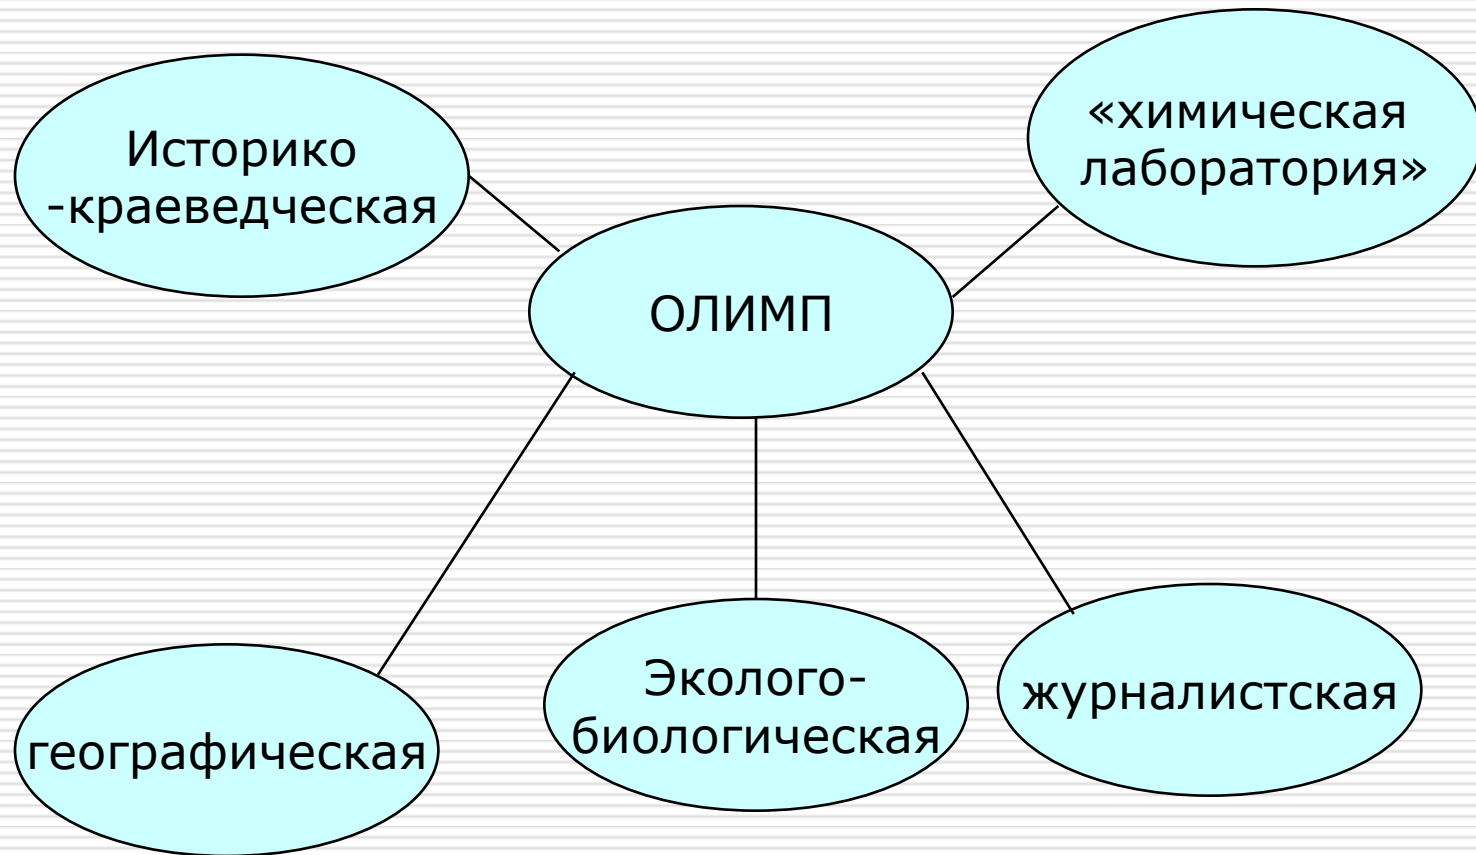 Историко
-краеведческая
«химическая
лаборатория»
ОЛИМП
географическая
Эколого-
биологическая
журналистская